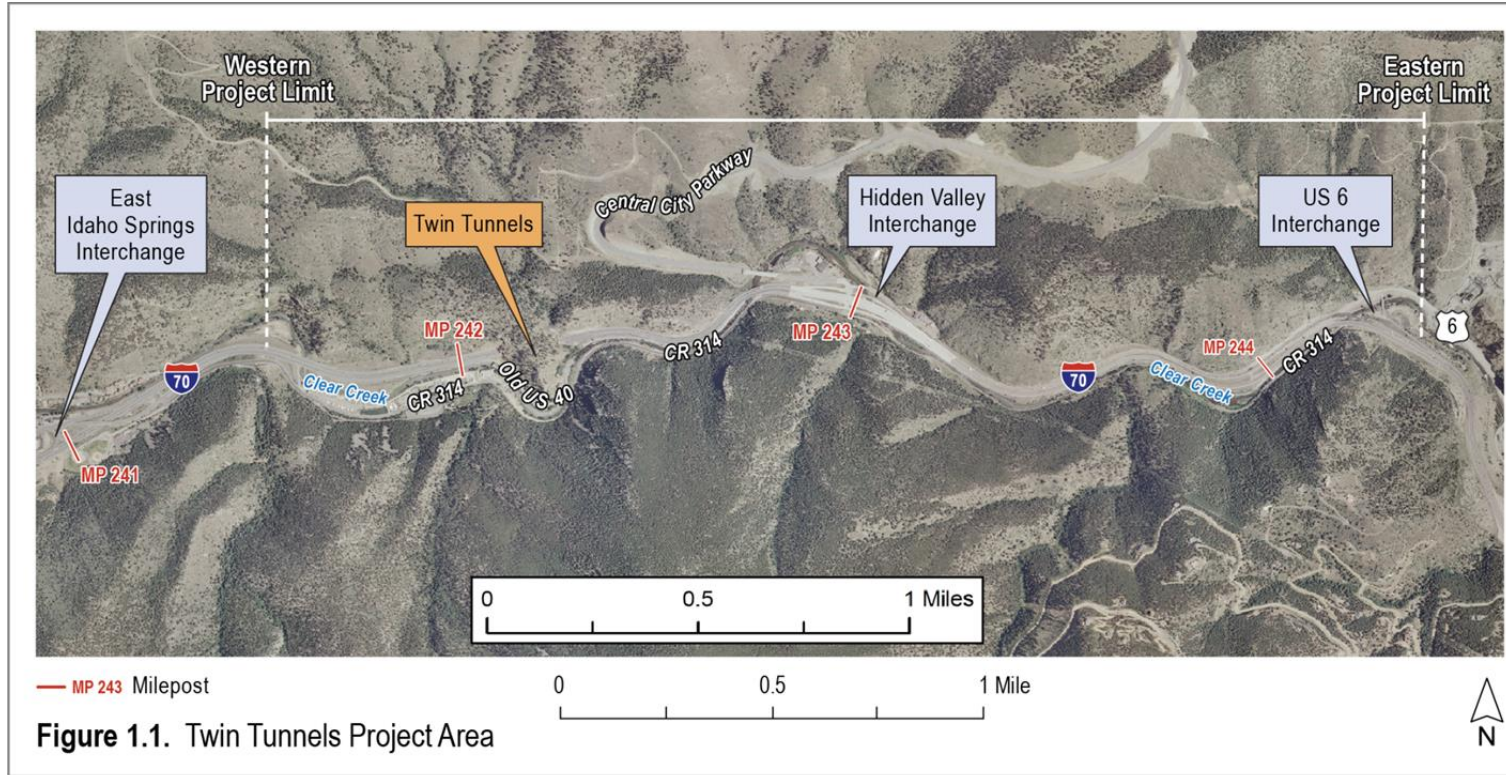 Western
Project Limit
Eastern
Project Limit
East
Idaho Springs
Interchange
Twin Tunnels
Central City Parkway
Hidden Valley
Interchange
US 6
Interchange
6
MP 242
MP 243
MP 244
CR 314
CR 314
70
Clear Creek
CR 314
Old US 40
70
Clear Creek
MP 241
0 0.5 1 Miles
MP 243 Milepost
0 0.5 1 Mile
Figure 1.1. Twin Tunnels Project Area
N